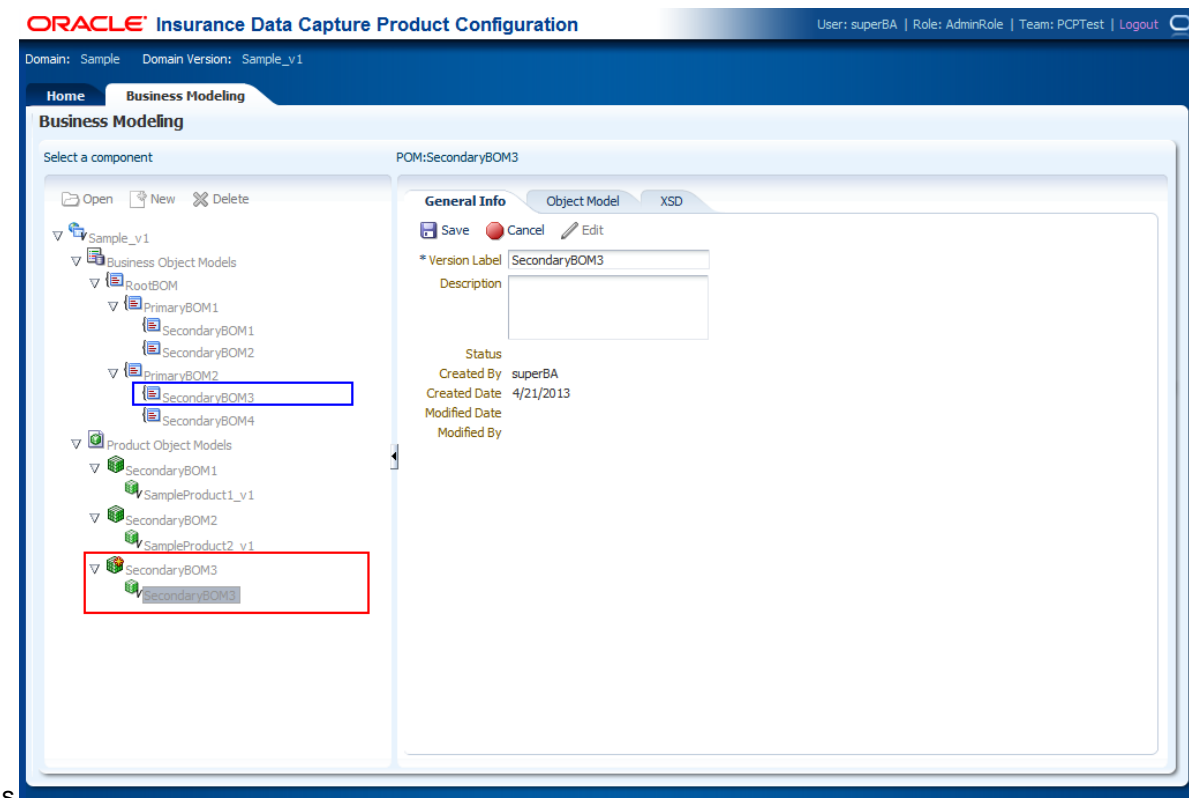 ORACLE Insurance Data Capture Product Configuration
User: superBA | Role: AdminRole | Team: PCPTest | Logout
Domain: Sample Domain Version: Sample_v1
Home Business Modeling
Business Modeling
Select a component
POM:SecondaryBOM3
Open New Delete
Sample_v1
Business Object Models
RootBOM
PrimaryBOM1
SecondaryBOM1
SecondaryBOM2
PrimaryBOM2
SecondaryBOM3
SecondaryBOM4
Product Object Models
SecondaryBOM1
SampleProduct1_v1
SecondaryBOM2
SampleProduct2_v1
SecondaryBOM3
SecondaryBOM3
General Info Object Model XSD
Save Cancel Edit
* Version Label SecondaryBOM3
Description
Status
Created By superBA
Created Date 4/21/2013
Modified Date
Modified By
s